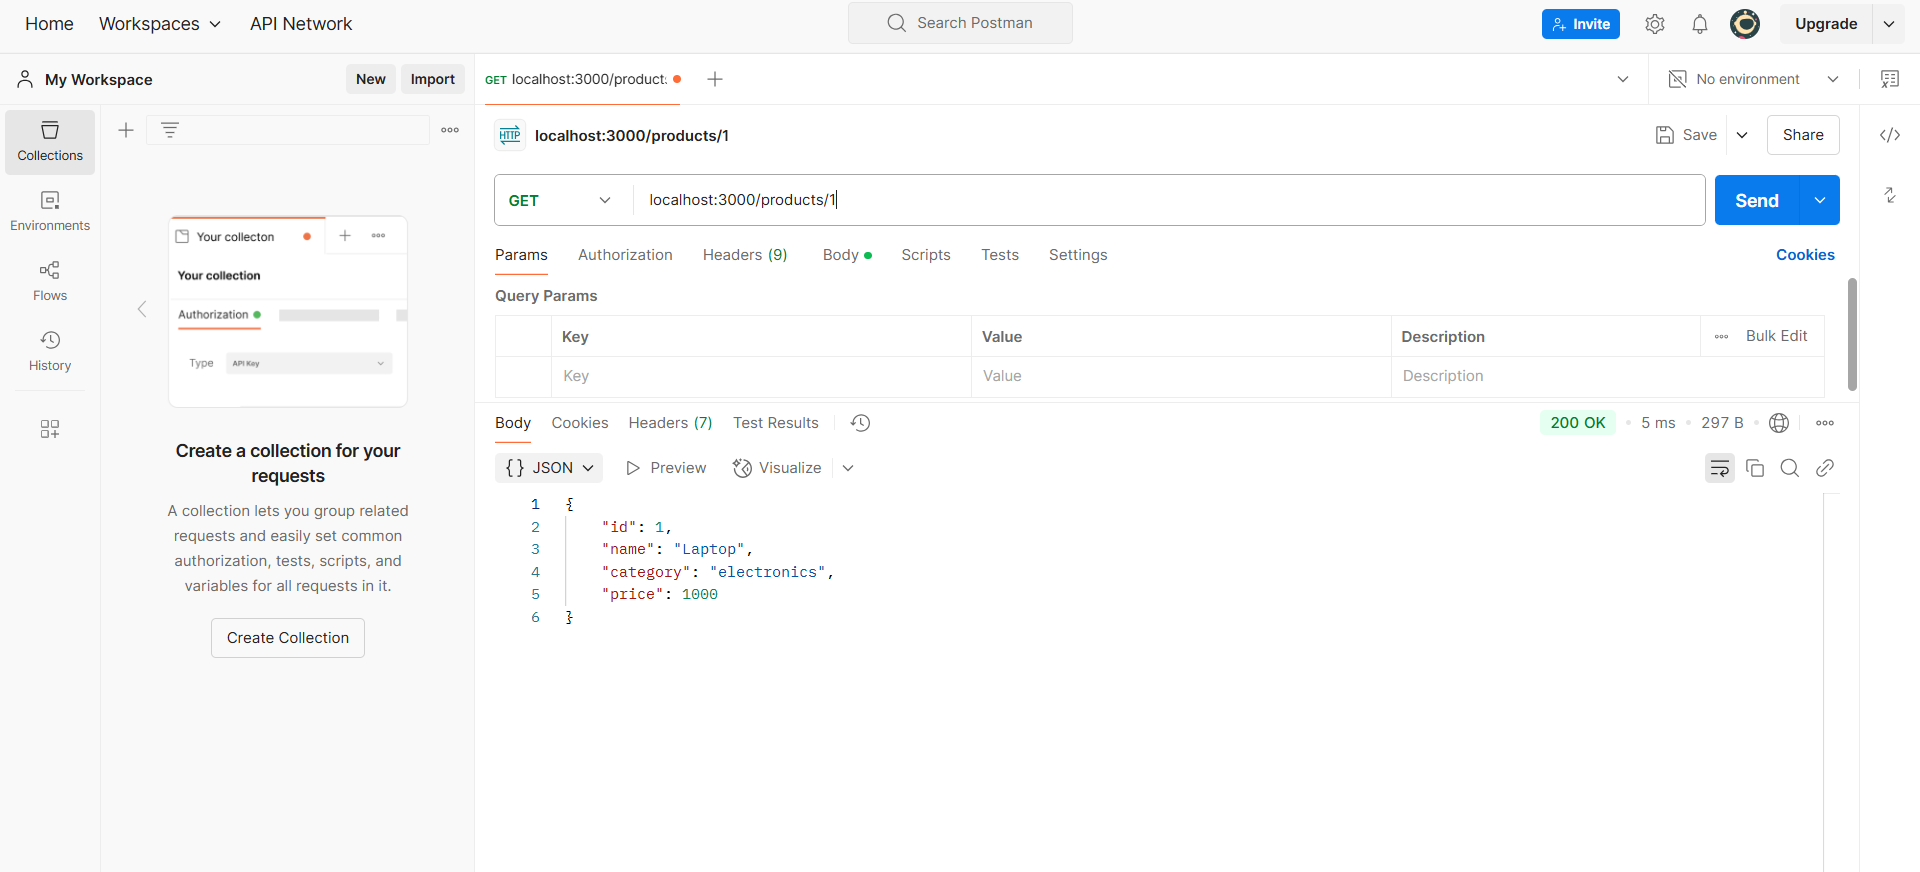 Home Workspaces API Network Search Postman Invite Upgrade
My Workspace New Import GET localhost:3000/product: No environment
Collections
Environments
Flows
History
Your collecton
Your collection
Authorization
Type API Key
Create a collection for your
requests
A collection lets you group related
requests and easily set common
authorization, tests, scripts, and
variables for all requests in it.
Create Collection
HTTP localhost:3000/products/1 Save Share
GET localhost:3000/products/1 Send
Params Authorization Headers (9) Body Scripts Tests Settings Cookies
Query Params
Key Value Description Bulk Edit
Key Value Description
Body Cookies Headers (7) Test Results 200 OK 5 ms 297 B
{} JSON Preview Visualize
1 {
2 "id": 1,
3 "name": "Laptop",
4 "category": "electronics",
5 "price": 1000
6 }